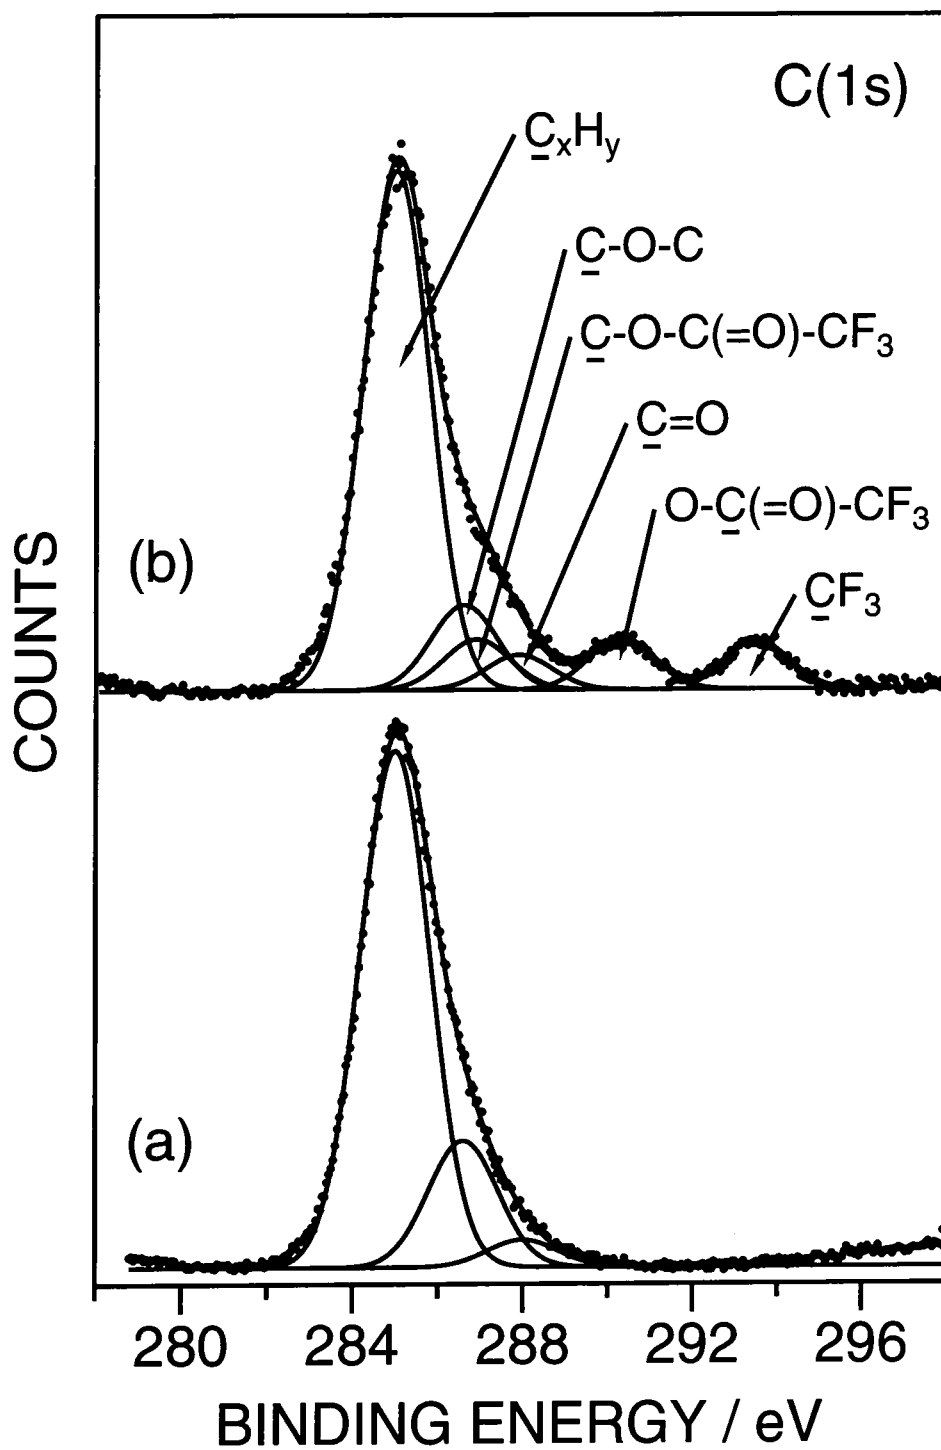 C(1s)
CxHy
C-O-C
C-O-C(=O)-CF3
C=O
O-C(=O)-CF3
CF3
(b)
(a)
COUNTS
280 284 288 292 296
BINDING ENERGY / eV